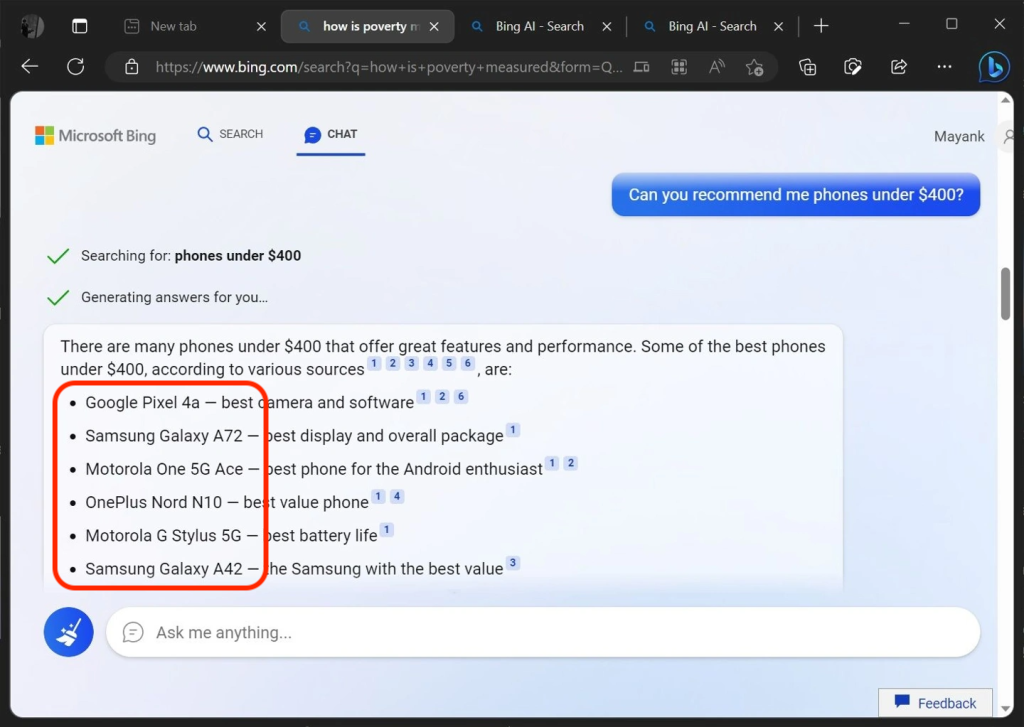 New tab
how is poverty m
Bing AI - Search
Bing AI - Search
https://www.bing.com/search?q=how+is+poverty+measured&form=Q...
Microsoft Bing
SEARCH
CHAT
Mayank
Can you recommend me phones under $400?
Searching for: phones under $400
Generating answers for you...
There are many phones under $400 that offer great features and performance. Some of the best phones
under $400, according to various sources 1 2 3 4 5 6 , are:
• Google Pixel 4a — best camera and software 1 2 6
• Samsung Galaxy A72 — best display and overall package 1
• Motorola One 5G Ace — best phone for the Android enthusiast 1 2
• OnePlus Nord N10 — best value phone 1 4
• Motorola G Stylus 5G — best battery life 1
• Samsung Galaxy A42 — the Samsung with the best value 3
Ask me anything...
Feedback